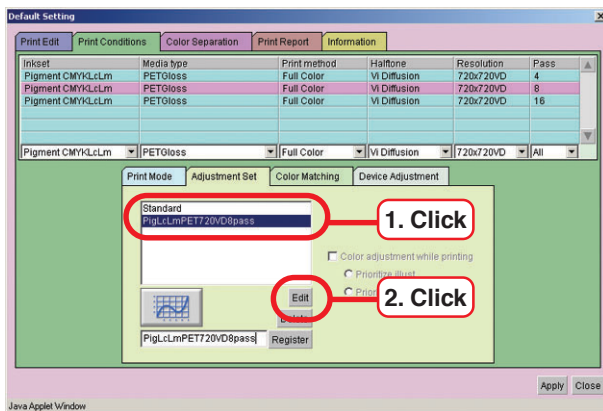 Default Setting
Print Edit Print Conditions Color Separation Print Report Information
Inkset Media type Print method Halftone Resolution Pass
Pigment CMYKLcLm PETGloss Full Color Vi Diffusion 720x720VD 4
Pigment CMYKLcLm PETGloss Full Color Vi Diffusion 720x720VD 8
Pigment CMYKLcLm PETGloss Full Color Vi Diffusion 720x720VD 16
Pigment CMYKLcLm PETGloss Full Color Vi Diffusion 720x720VD All
Print Mode Adjustment Set Color Matching Device Adjustment
Standard
PigLcLmPET720VD8pass
1. Click
Color adjustment while printing
Prioritize illust
Edit
2. Click
PigLcLmPET720VD8pass Register
Apply Close
Java Applet Window